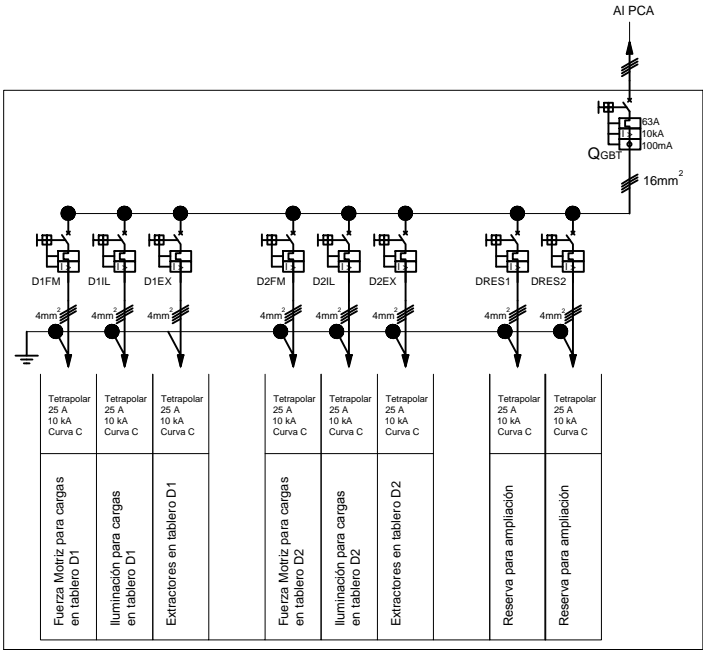 Al PCA
63A
10kA
100mA
QGBT
16mm²
D1FM
D1IL
D1EX
D2FM
D2IL
D2EX
DRES1
DRES2
4mm²
4mm²
4mm²
4mm²
4mm²
4mm²
4mm²
4mm²
Tetrapolar
25 A
10 kA
Curva C
Tetrapolar
25 A
10 kA
Curva C
Tetrapolar
25 A
10 kA
Curva C
Tetrapolar
25 A
10 kA
Curva C
Tetrapolar
25 A
10 kA
Curva C
Tetrapolar
25 A
10 kA
Curva C
Tetrapolar
25 A
10 kA
Curva C
Tetrapolar
25 A
10 kA
Curva C
Fuerza Motriz para cargas
en tablero D1
Iluminación para cargas
en tablero D1
Extractores en tablero D1
Fuerza Motriz para cargas
en tablero D2
Iluminación para cargas
en tablero D2
Extractores en tablero D2
Reserva para ampliación
Reserva para ampliación